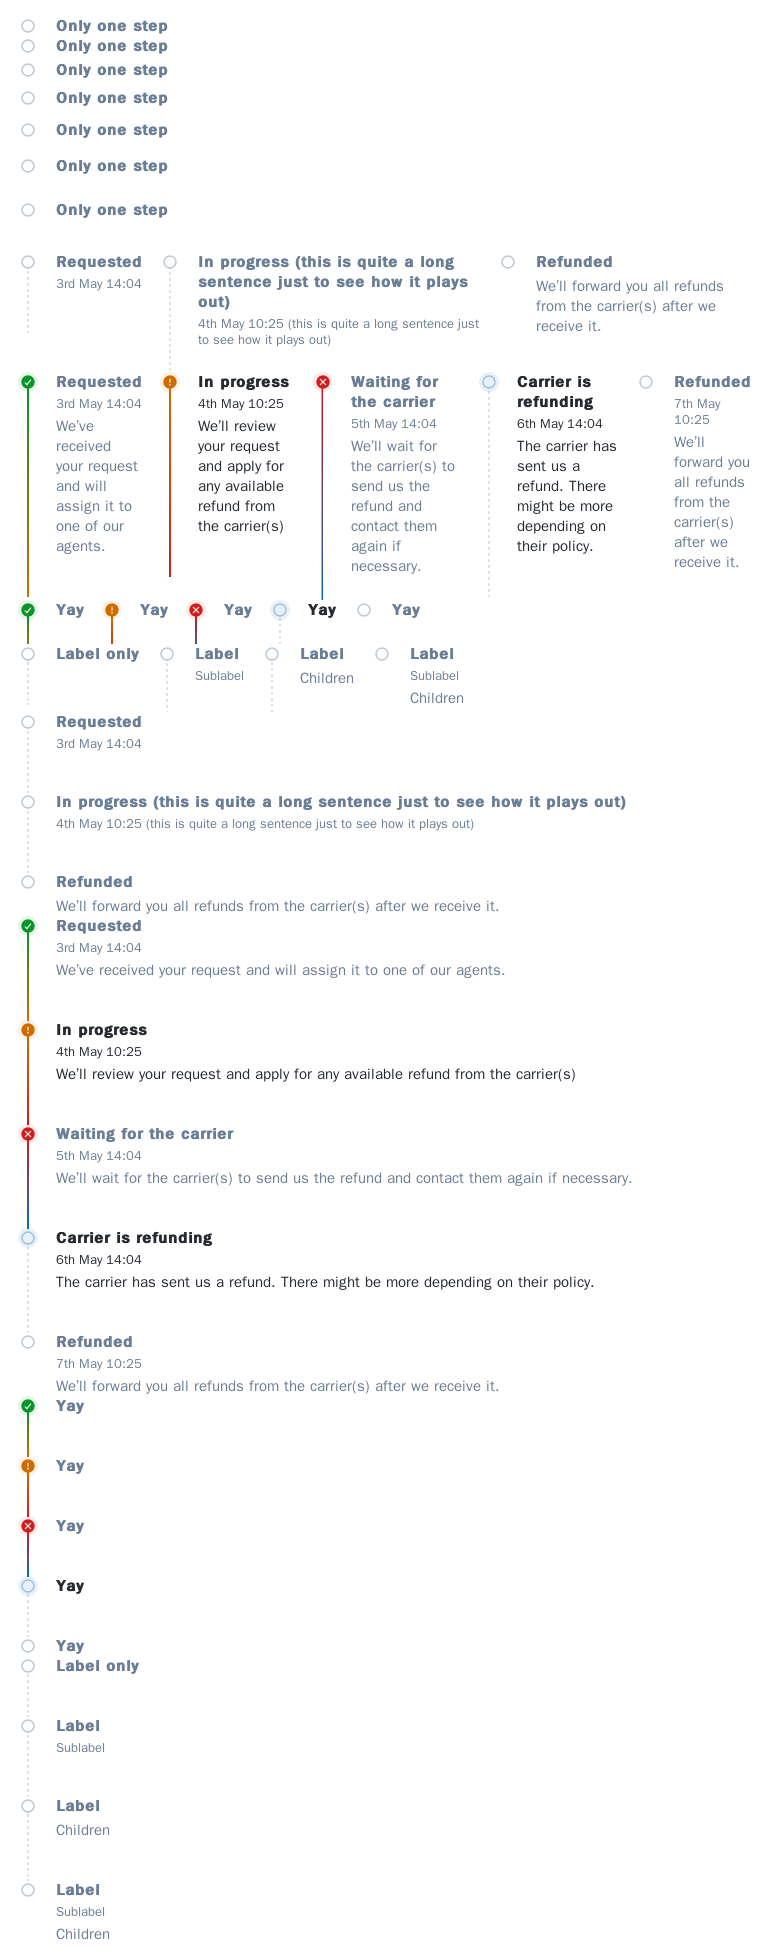 Only one step
Only one step
Only one step
Only one step
Only one step
Only one step
Only one step
Requested
3rd May 14:04
In progress (this is quite a long
sentence just to see how it plays
out)
4th May 10:25 (this is quite a long sentence just
to see how it plays out)
Refunded
We'll forward you all refunds
from the carrier(s) after we
receive it.
Requested
3rd May 14:04
We've
received
your request
and will
assign it to
one of our
agents.
In progress
4th May 10:25
We'll review
your request
and apply for
any available
refund from
the carrier(s)
Waiting for
the carrier
5th May 14:04
We'll wait for
the carrier(s) to
send us the
refund and
contact them
again if
necessary.
Carrier is
refunding
6th May 14:04
The carrier has
sent us a
refund. There
might be more
depending on
their policy.
Refunded
7th May
10:25
We'll
forward you
all refunds
from the
carrier(s)
after we
receive it.
Yay
Yay
Yay
Yay
Yay
Label only
Label
Sublabel
Label
Children
Label
Sublabel
Children
Requested
3rd May 14:04
In progress (this is quite a long sentence just to see how it plays out)
4th May 10:25 (this is quite a long sentence just to see how it plays out)
Refunded
We'll forward you all refunds from the carrier(s) after we receive it.
Requested
3rd May 14:04
We've received your request and will assign it to one of our agents.
In progress
4th May 10:25
We'll review your request and apply for any available refund from the carrier(s)
Waiting for the carrier
5th May 14:04
We'll wait for the carrier(s) to send us the refund and contact them again if necessary.
Carrier is refunding
6th May 14:04
The carrier has sent us a refund. There might be more depending on their policy.
Refunded
7th May 10:25
We'll forward you all refunds from the carrier(s) after we receive it.
Yay
Yay
Yay
Yay
Yay
Label only
Label
Sublabel
Label
Children
Label
Sublabel
Children